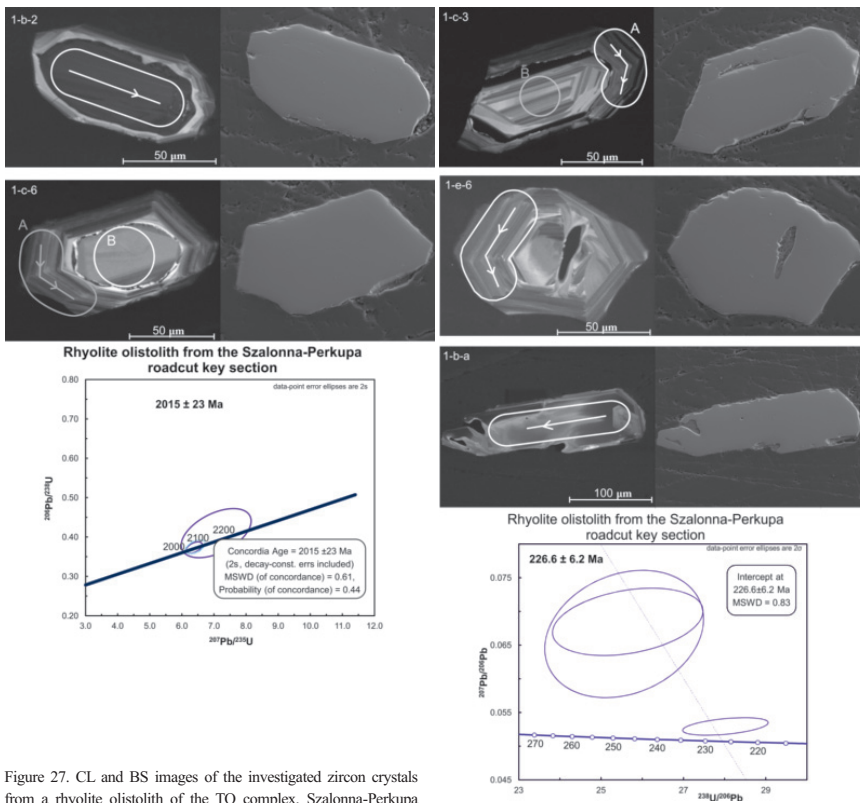 1-b-2
50 µm
1-c-3
A
B
50 µm
1-c-6
A
B
50 µm
1-e-6
50 µm
1-b-a
100 µm
Rhyolite olistolith from the Szalonna-Perkupa
roadcut key section
data-point error ellipses are 2s
2015 ± 23 Ma
0.80
0.70
0.60
0.50
0.40
0.30
0.20
²⁰⁶Pb/²³⁸U
2000
2100
2200
Concordia Age = 2015 ±23 Ma
(2s, decay-const. errs included)
MSWD (of concordance) = 0.61,
Probability (of concordance) = 0.44
3.0 4.0 5.0 6.0 7.0 8.0 9.0 10.0 11.0 12.0
²⁰⁷Pb/²³⁵U
Rhyolite olistolith from the Szalonna-Perkupa
roadcut key section
data-point error ellipses are 2σ
226.6 ± 6.2 Ma
Intercept at
226.6±6.2 Ma
MSWD = 0.83
0.075
0.065
0.055
0.045
²⁰⁷Pb/²⁰⁶Pb
270 260 250 240 230 220
23 25 27 29
²³⁸U/²⁰⁶Pb
Figure 27. CL and BS images of the investigated zircon crystals
from a rhyolite olistolith of the TO complex, Szalonna-Perkupa